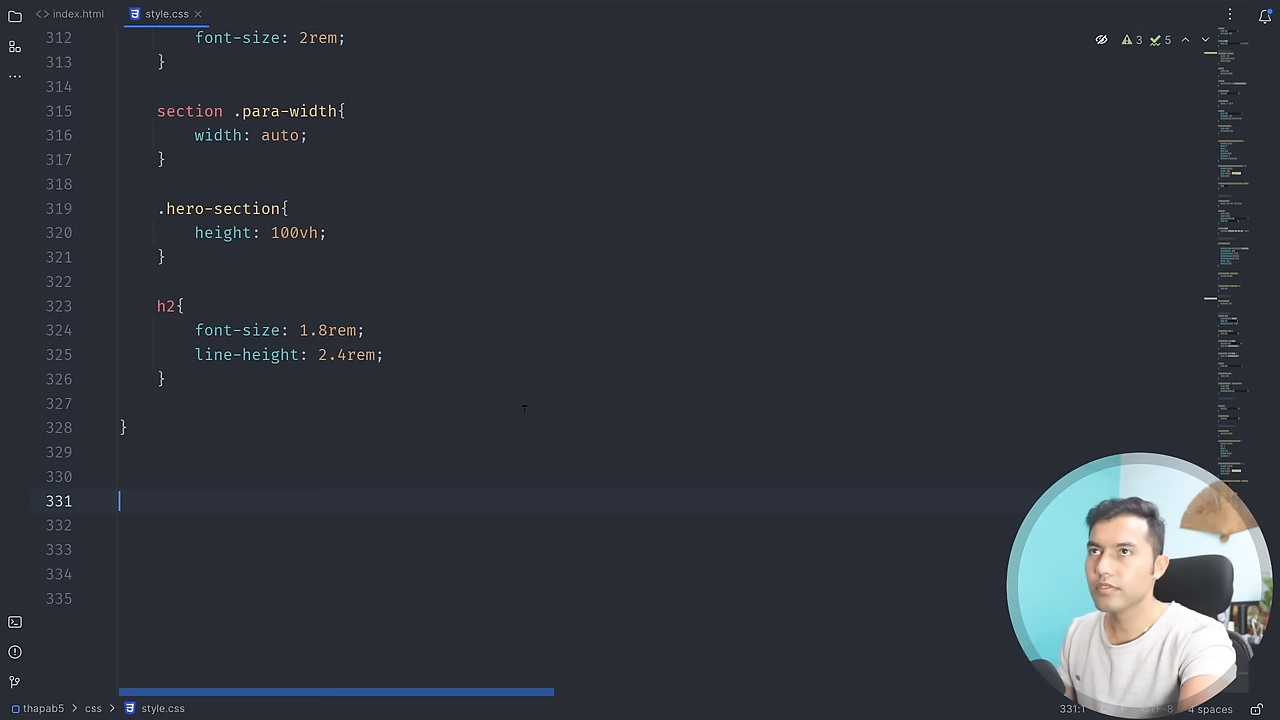 index.html
style.css
312 font-size: 2rem;
313 }
314
315 section .para-width{
316 width: auto;
317 }
318
319 .hero-section{
320 height: 100vh;
321 }
322
323 h2{
324 font-size: 1.8rem;
325 line-height: 2.4rem;
326 }
327
328 }
329
330
331
332
333
334
335
3 5
thapab5 > css > style.css
331:1 UTF-8 4 spaces